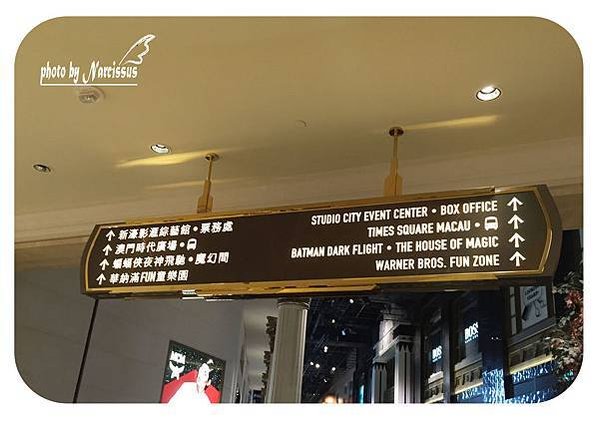 photo by Narcissus
↑ 新濠影滙綜藝館 • 票務處
↑ 澳門時代廣場 •
↑ 蝙蝠俠夜神飛馳 • 魔幻間
↑ 華納滿FUN童樂園
STUDIO CITY EVENT CENTER • BOX OFFICE ↑
TIMES SQUARE MACAU • ↑
BATMAN DARK FLIGHT • THE HOUSE OF MAGIC ↑
WARNER BROS. FUN ZONE ↑
BOSS
BOSS